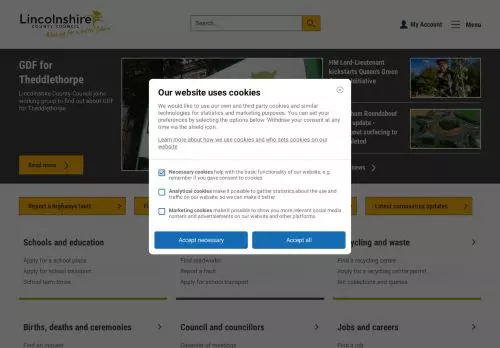 Lincolnshire
COUNTY COUNCIL
Working for a better future
Search...
My Account
Menu
GDF for
Theddlethorpe
Lincolnshire County Council joins
working group to find out about GDF
for Theddlethorpe
Read more
HM Lord-Lieutenant
kickstarts Queen's Green
initiative
Roundabout
update -
surfacing to
news
Our website uses cookies
We would like to use our own and third party cookies and similar
technologies for statistics and marketing purposes. You can set your
preferences by selecting the options below. Withdraw your consent at
any time via the shield icon.
Learn more about how we use cookies and who sets cookies on our
website
Necessary cookies help with the basic functionality of our website, e.g.
remember if you gave consent to cookies.
Analytical cookies make it possible to gather statistics about the use and
traffic on our website, so we can make it better.
Marketing cookies make it possible to show you more relevant social media
content and advertisements on our website and other platforms.
Accept necessary
Accept all
Report a highways fault
Latest coronavirus updates
Schools and education
Apply for a school place
Apply for school transport
School term times
Find roadworks
Report a fault
Apply for school transport
cycling and waste
Find a recycling centre
Apply for a recycling centre permit
Bin collections and queries
Births, deaths and ceremonies
Find an inquest
Council and councillors
Calendar of meetings
Jobs and careers
Find a job